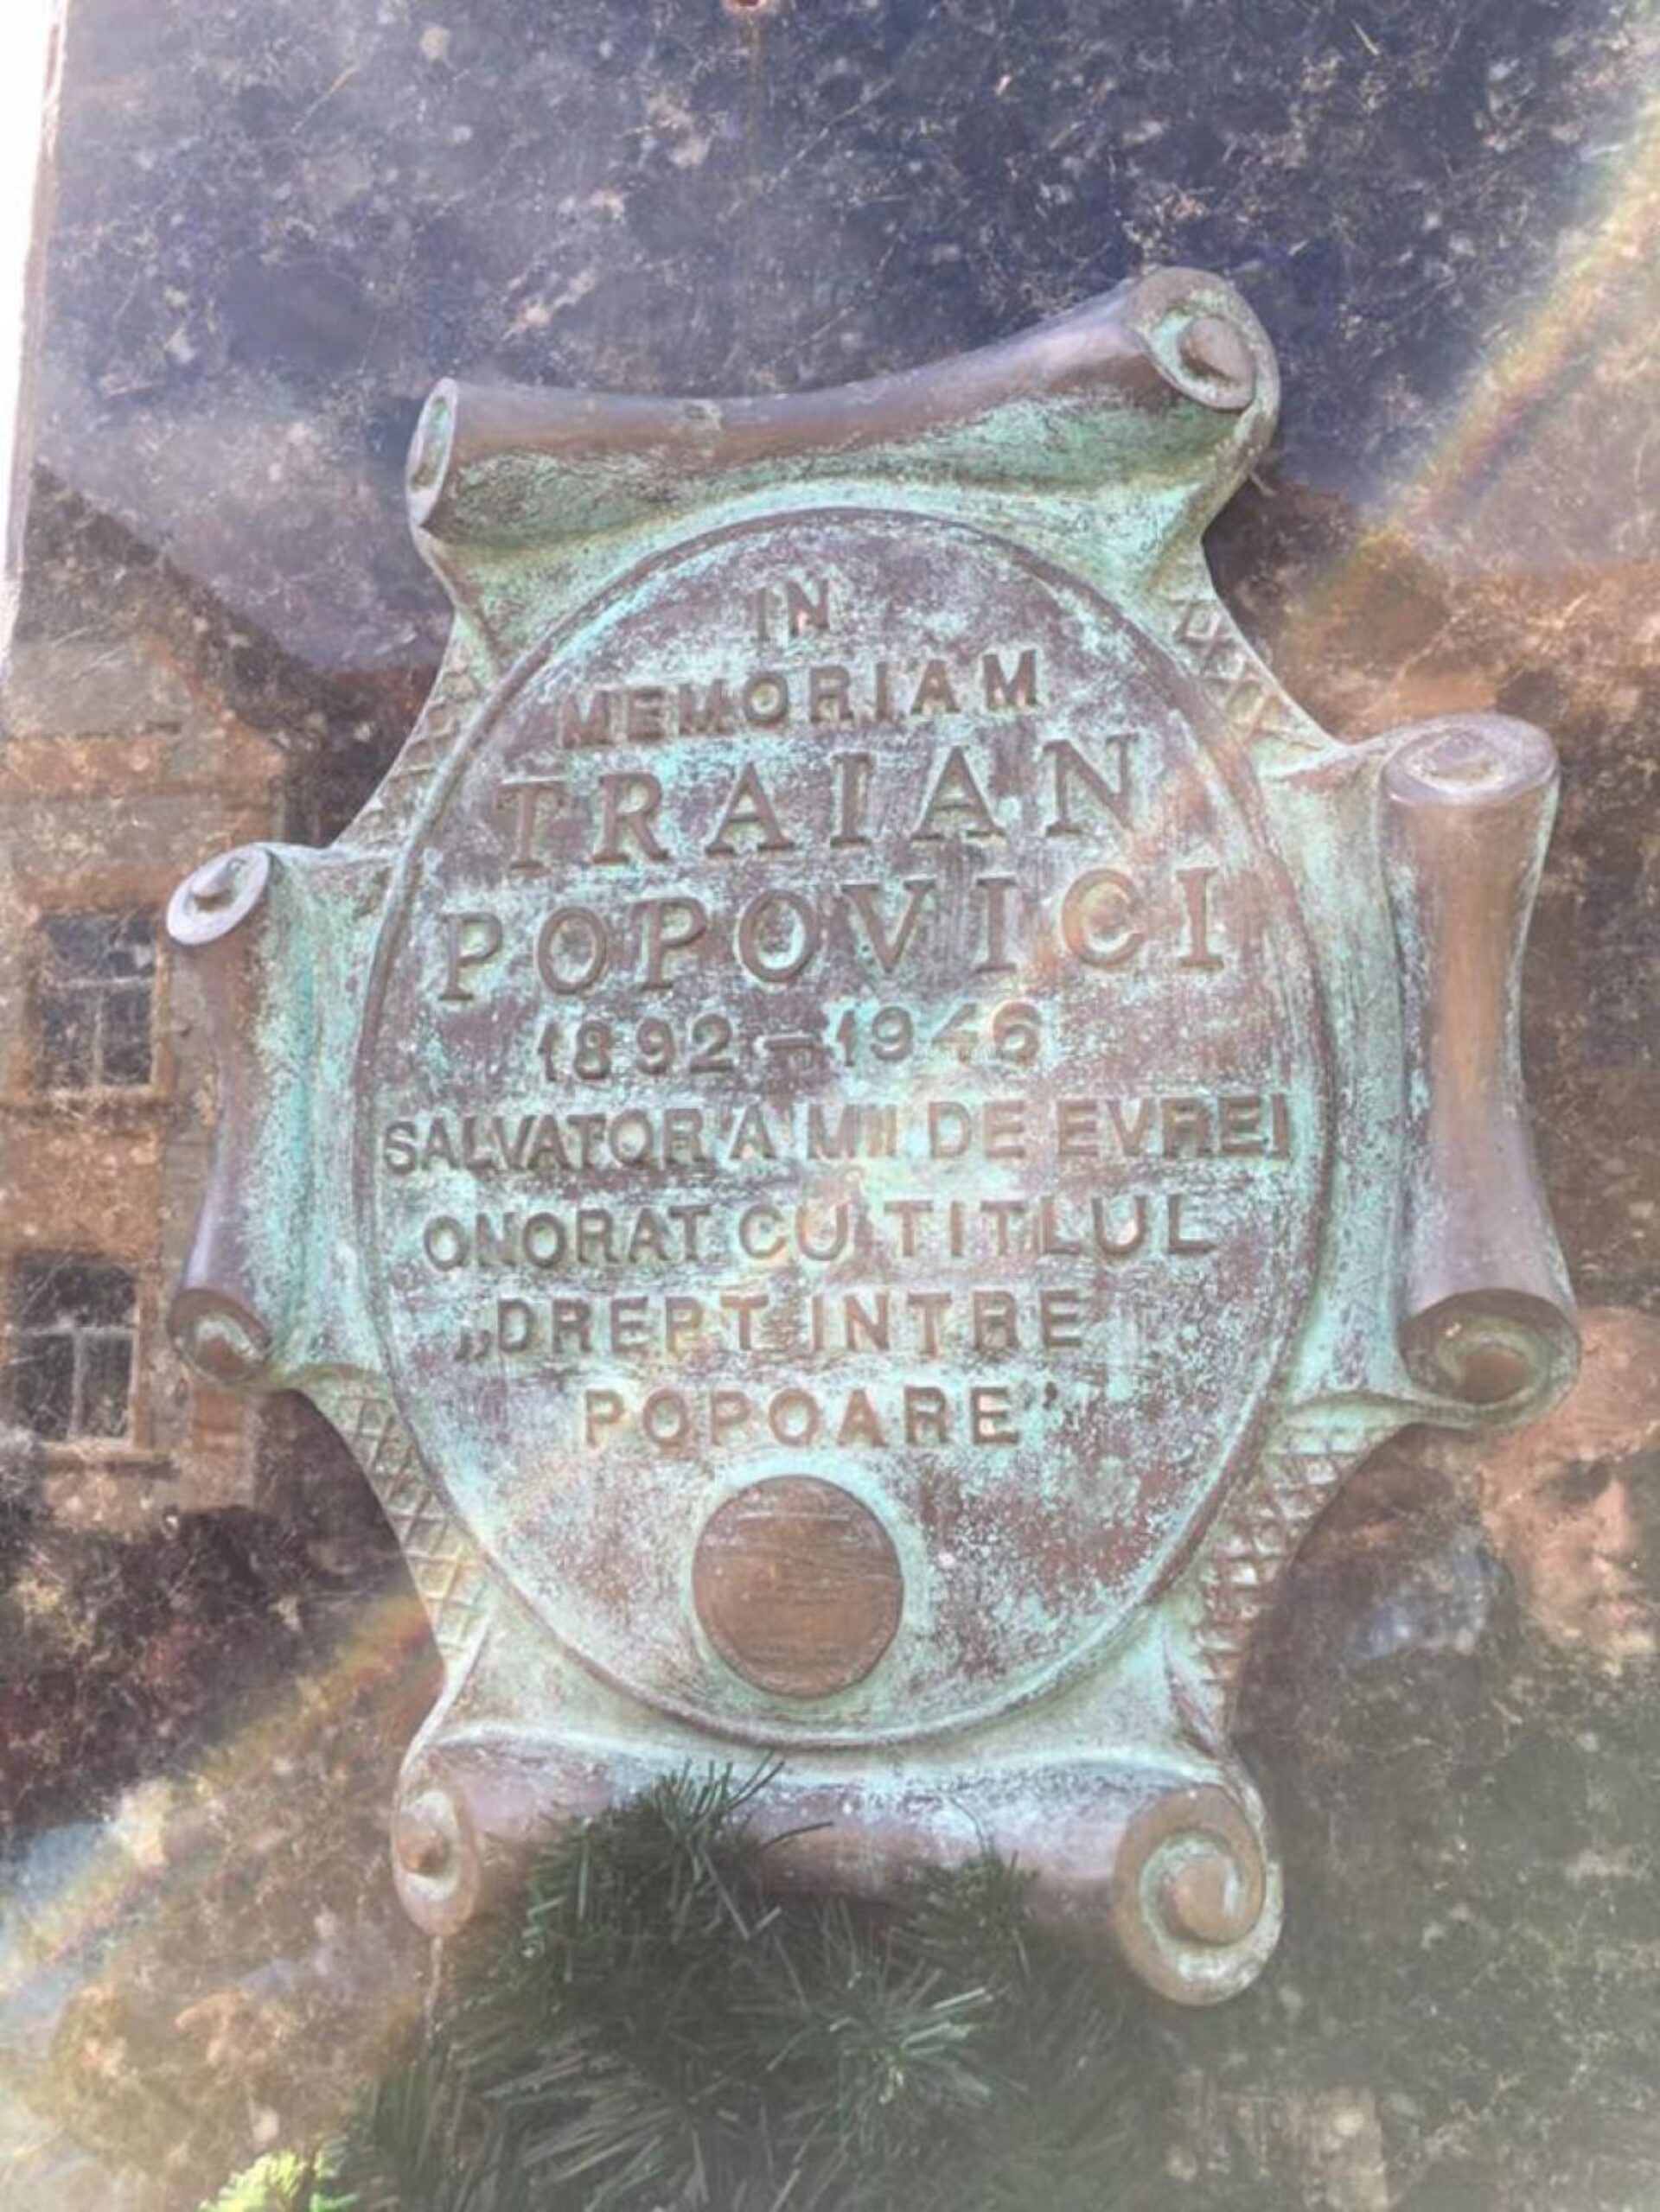 IN
MEMORIAM
TRAIAN
POPOVICI
1892-1946
SALVATOR A MII DE EVREI
ONORAT CU TITLUL
„DREPT INTRE
POPOARE”